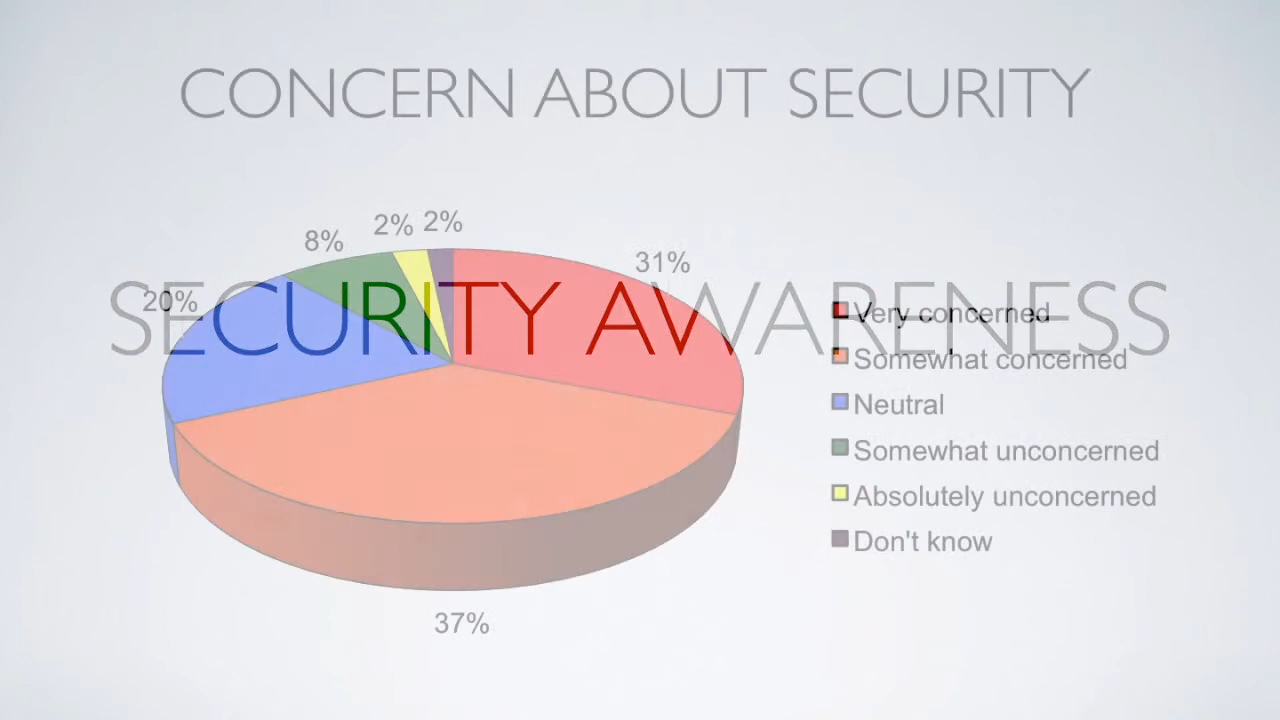 CONCERN ABOUT SECURITY
2% 2%
8%
31%
20%
SECURITY AWARENESS
Very concerned
Somewhat concerned
Neutral
Somewhat unconcerned
Absolutely unconcerned
Don't know
37%